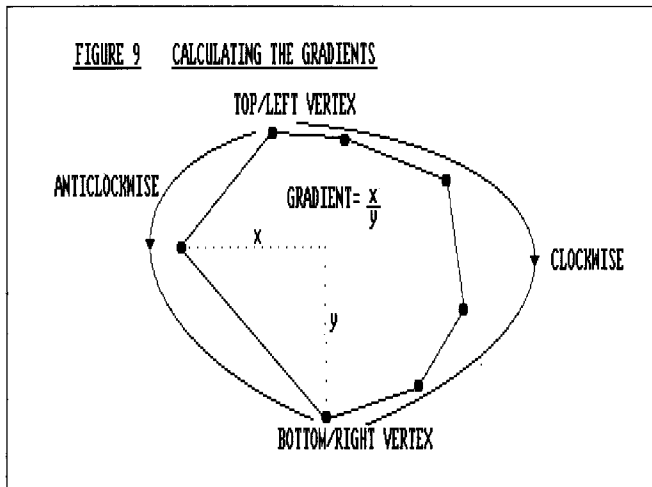 FIGURE 9 CALCULATING THE GRADIENTS
TOP/LEFT VERTEX
ANTICLOCKWISE
GRADIENT= x
y
x
CLOCKWISE
y
BOTTOM/RIGHT VERTEX